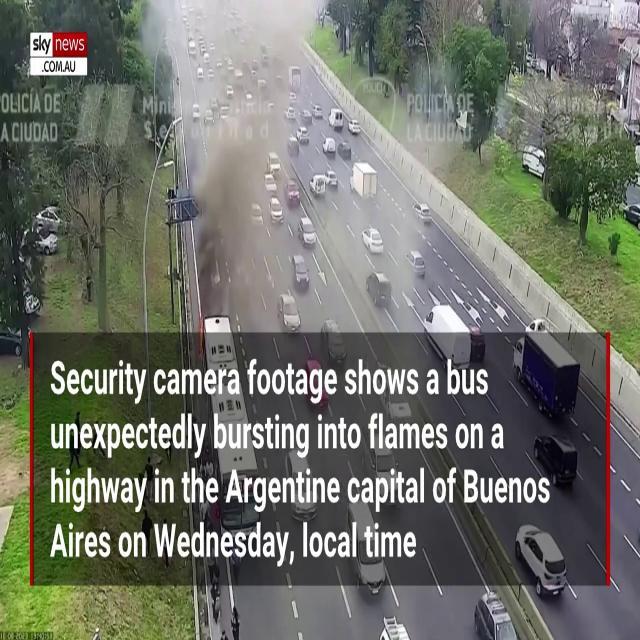 sky news
.COM.AU
POLICÍA DE
LA CIUDAD
POLICÍA DE
LA CIUDAD
Security camera footage shows a bus
unexpectedly bursting into flames on a
highway in the Argentine capital of Buenos
Aires on Wednesday, local time